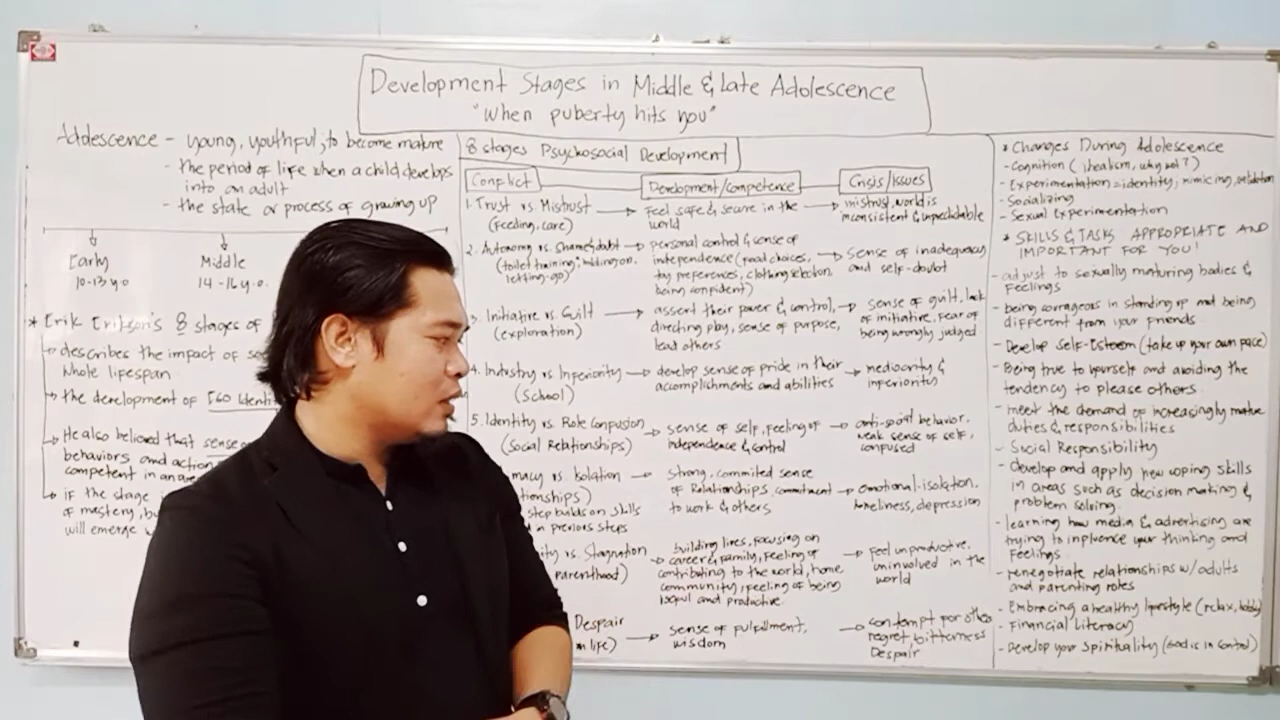 Development Stages in Middle & Late Adolescence
"When puberty hits you"
Adolescence - young, youthful, to become mature
- the period of life when a child develops
into an adult
- the state or process of growing up
Early
10-13 y.o
Middle
14-16 y.o.
* Erik Erikson's 8 stages of
describes the impact of
whole lifespan
the development of EGO
He also believed that sense
behaviors and action
competent in an
if the stage
of mastery,
will emerge
8 stages Psychosocial Development
Conflict
Development/competence
Crisis/Issues
1. Trust vs Mistrust
(feeding, care)
Feel safe & secure in the
world
mistrust, world is
inconsistent & unpredictable
2. Autonomy vs. Shame & doubt
(toilet training, holding on,
letting-go)
personal control & sense of
independence (food choices,
toy preferences, clothing selection
being confident)
Sense of inadequacy
and self-doubt
3. Initiative vs. Guilt
(exploration)
assert their power & control,
directing play, sense of purpose,
lead others
sense of guilt, lack
of initiative, fear of
being wrongly judged
4. Industry vs Inferiority
(School)
develop sense of pride in their
accomplishments and abilities
mediocrity &
inferiority
5. Identity vs. Role Confusion
(Social Relationships)
sense of self, feeling of
independence & control
anti-social behavior,
weak sense of self,
confused
macy vs. Isolation
tionships)
step builds on skills
in previous steps
Strong, commited sense
of Relationships, commitment
to work & others
emotional-isolation,
loneliness, depression
ity vs. Stagnation
parenthood)
building lives, focusing on
career & family, feeling of
contributing to the world, home
community, feeling of being
useful and productive.
feel unproductive,
uninvolved in the
world
Despair
life)
sense of fulfillment,
wisdom
contempt for others
regret, bitterness
Despair
* Changes During Adolescence
- Cognition (idealism, why not?)
- Experimentation = identity, mimicing, validation
- Socializing
- Sexual Experimentation
* SKILLS & TASKS APPROPRIATE AND
IMPORTANT FOR YOU!
- adjust to sexually maturing bodies &
feelings
- being courageous in standing up and being
different from your friends
- Develop Self-Esteem (take up your own pace)
- Being true to yourself and avoiding the
tendency to please others
- meet the demand of increasingly mature
duties & responsibilities
- Social Responsibility
- develop and apply new coping skills
in areas such as decision making &
problem solving.
- learning how media & advertising are
trying to influence your thinking and
feelings
- renegotiate relationships w/ adults
and parenting roles
- Embracing a healthy lifestyle (relax, hobby)
- Financial Literacy
- Develop your Spirituality (God is in Control)